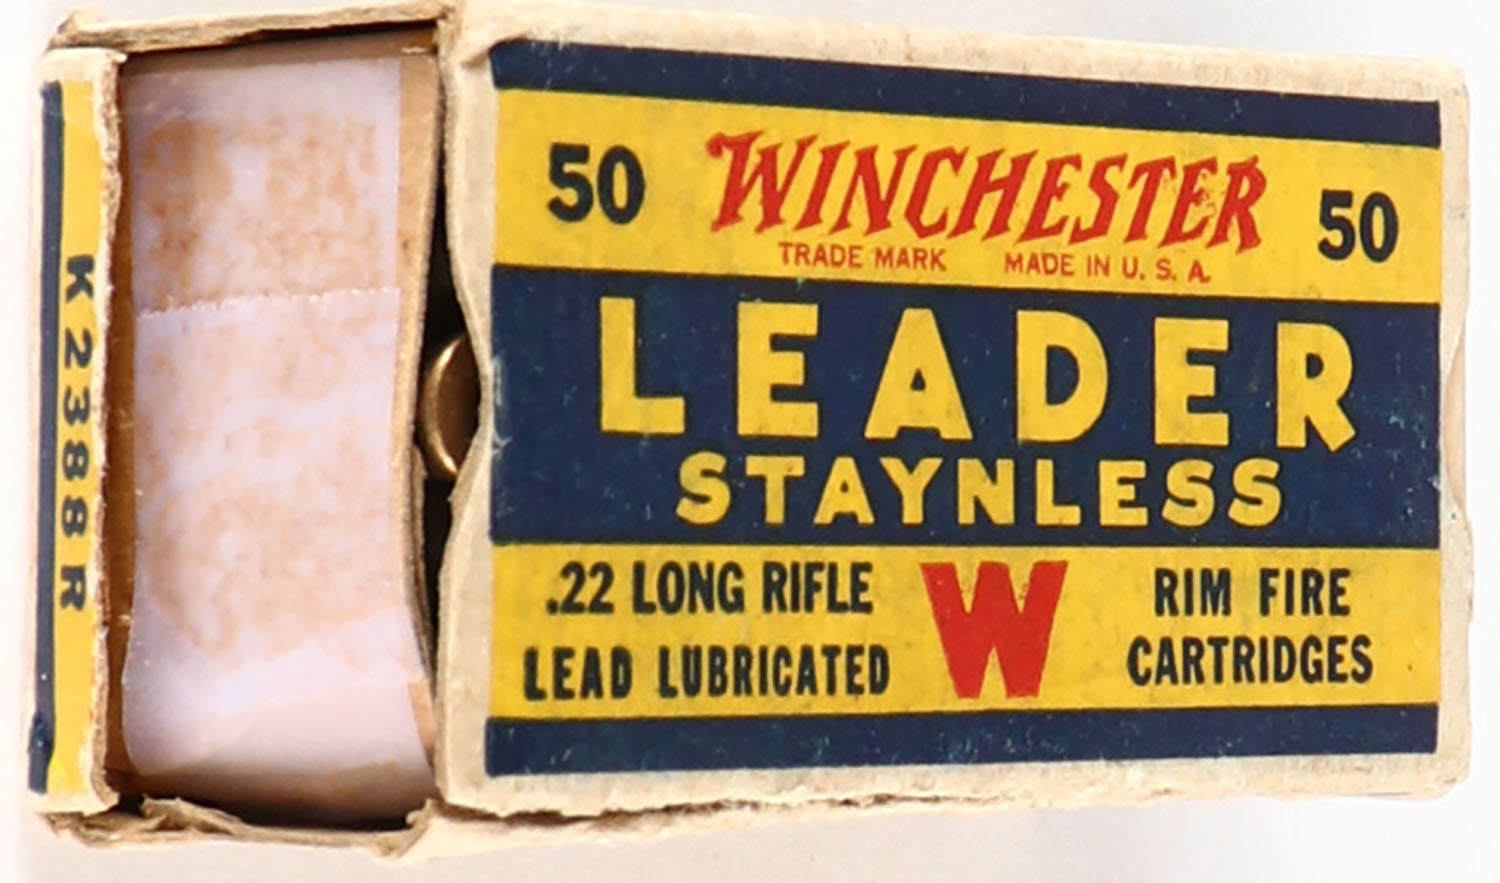 K2388R
50 WINCHESTER 50
TRADE MARK MADE IN U. S. A.
LEADER
STAYNLESS
.22 LONG RIFLE W RIM FIRE
LEAD LUBRICATED CARTRIDGES